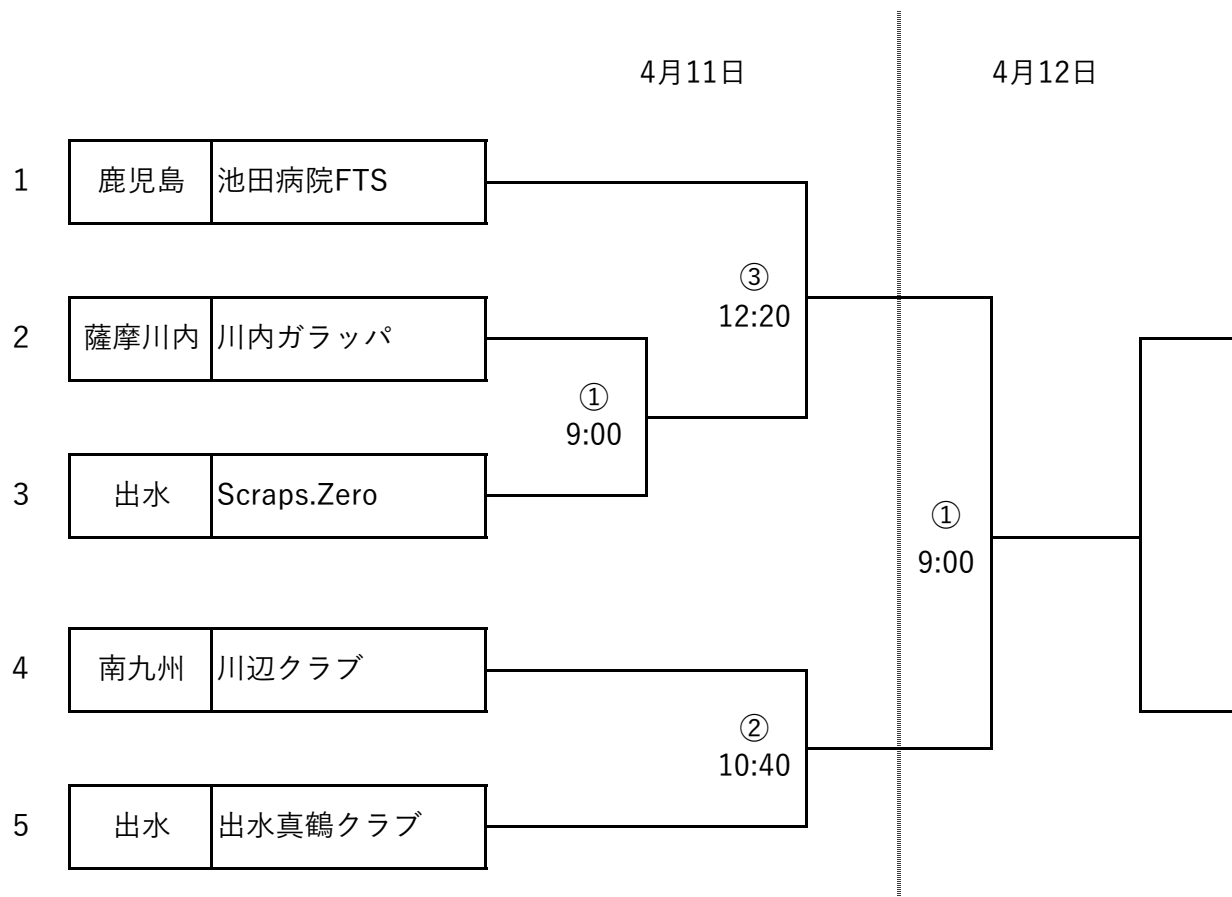 4月11日
4月12日
1 鹿児島 池田病院FTS
③
12:20
2 薩摩川内 川内ガラッパ
①
9:00
3 出水 Scraps.Zero
①
9:00
4 南九州 川辺クラブ
②
10:40
5 出水 出水真鶴クラブ